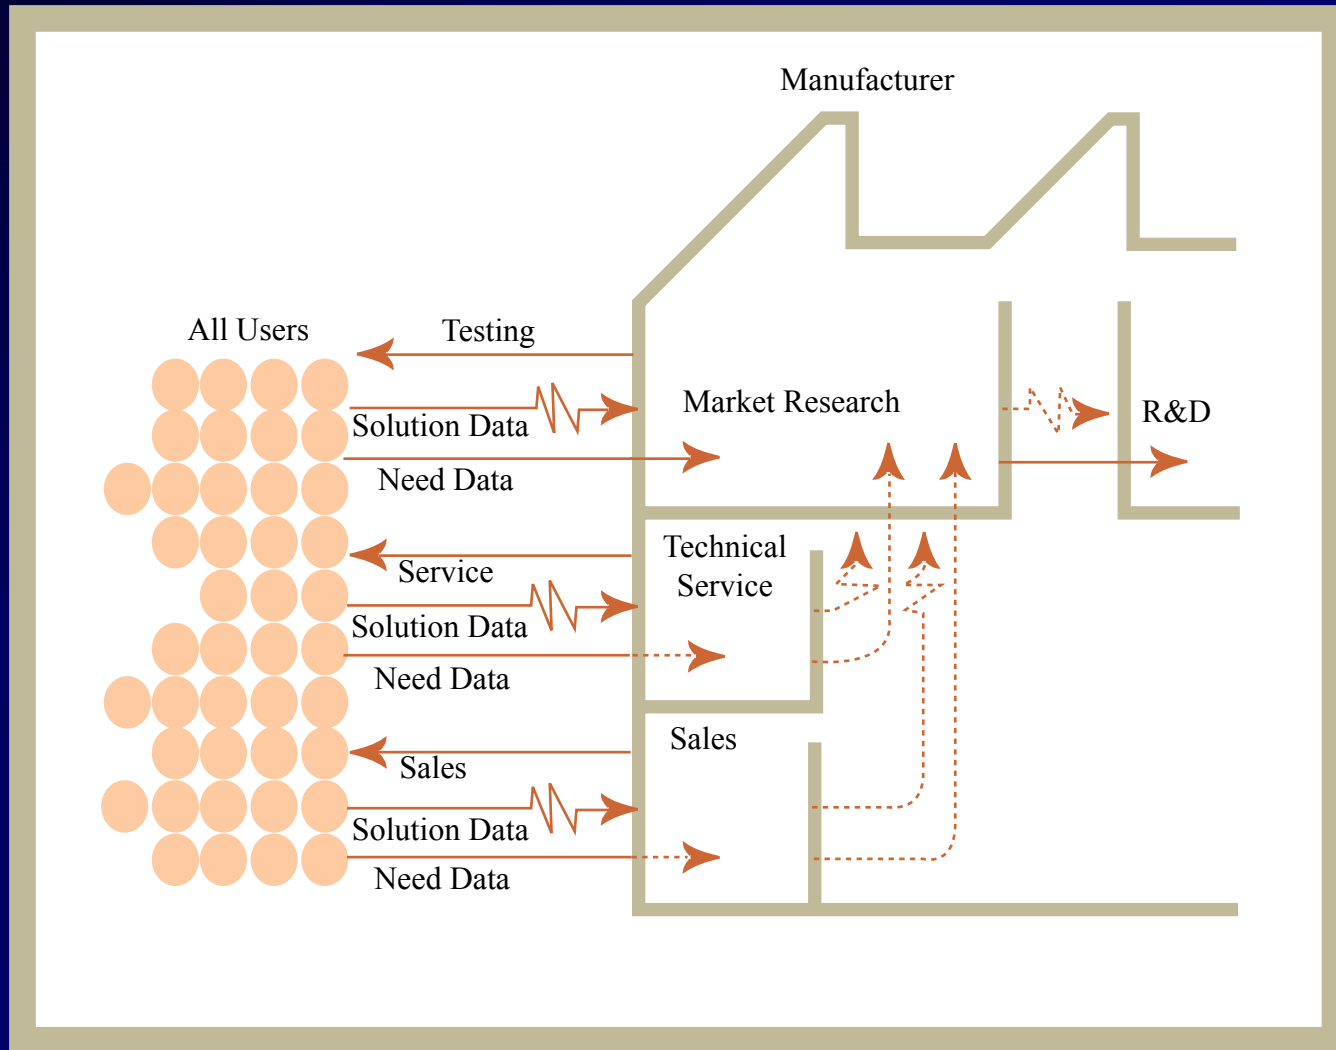 Manufacturer
All Users
Testing
Solution Data
Need Data
Market Research
R&D
Service
Solution Data
Need Data
Technical
Service
Sales
Solution Data
Need Data
Sales